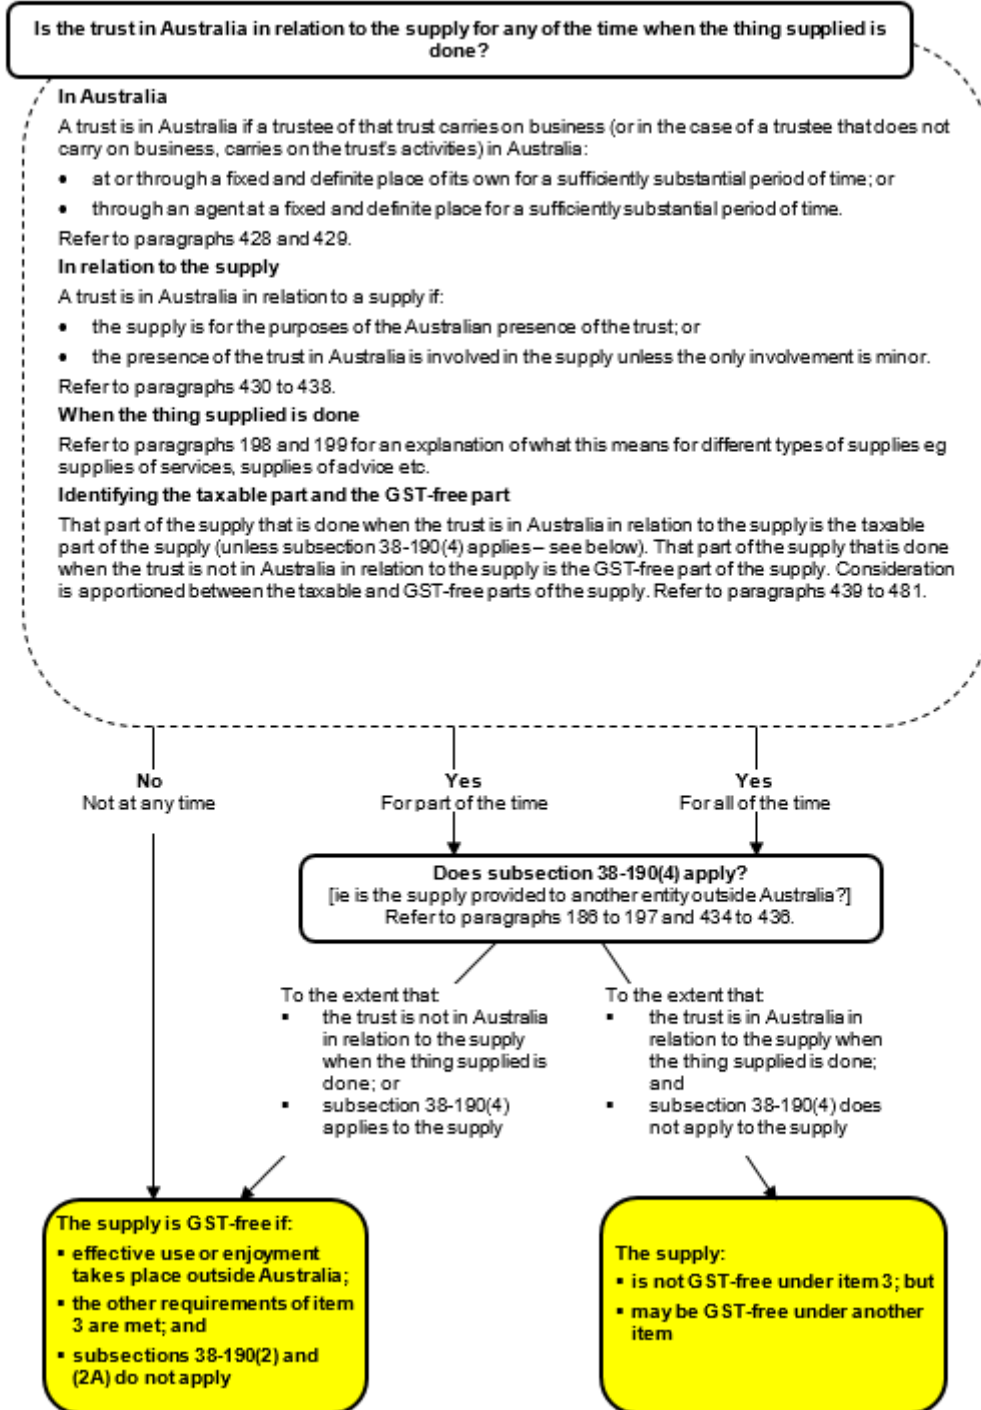 Is the trust in Australia in relation to the supply for any of the time when the thing supplied is
done?
In Australia
A trust is in Australia if a trustee of that trust carries on business (or in the case of a trustee that does not
carry on business, carries on the trust's activities) in Australia:
• at or through a fixed and definite place of its own for a sufficiently substantial period of time; or
• through an agent at a fixed and definite place for a sufficiently substantial period of time.
Refer to paragraphs 428 and 429.
In relation to the supply
A trust is in Australia in relation to a supply if:
• the supply is for the purposes of the Australian presence of the trust; or
• the presence of the trust in Australia is involved in the supply unless the only involvement is minor.
Refer to paragraphs 430 to 438.
When the thing supplied is done
Refer to paragraphs 198 and 199 for an explanation of what this means for different types of supplies eg
supplies of services, supplies of advice etc.
Identifying the taxable part and the GST-free part
That part of the supply that is done when the trust is in Australia in relation to the supply is the taxable
part of the supply (unless subsection 38-190(4) applies – see below). That part of the supply that is done
when the trust is not in Australia in relation to the supply is the GST-free part of the supply. Consideration
is apportioned between the taxable and GST-free parts of the supply. Refer to paragraphs 439 to 481.
No
Not at any time
Yes
For part of the time
Yes
For all of the time
Does subsection 38-190(4) apply?
[ie is the supply provided to another entity outside Australia?]
Refer to paragraphs 186 to 197 and 434 to 436.
To the extent that:
▪ the trust is not in Australia
in relation to the supply
when the thing supplied is
done; or
▪ subsection 38-190(4)
applies to the supply
To the extent that:
▪ the trust is in Australia in
relation to the supply when
the thing supplied is done;
and
▪ subsection 38-190(4) does
not apply to the supply
The supply is GST-free if:
▪ effective use or enjoyment
takes place outside Australia;
▪ the other requirements of item
3 are met; and
▪ subsections 38-190(2) and
(2A) do not apply
The supply:
▪ is not GST-free under item 3; but
▪ may be GST-free under another
item